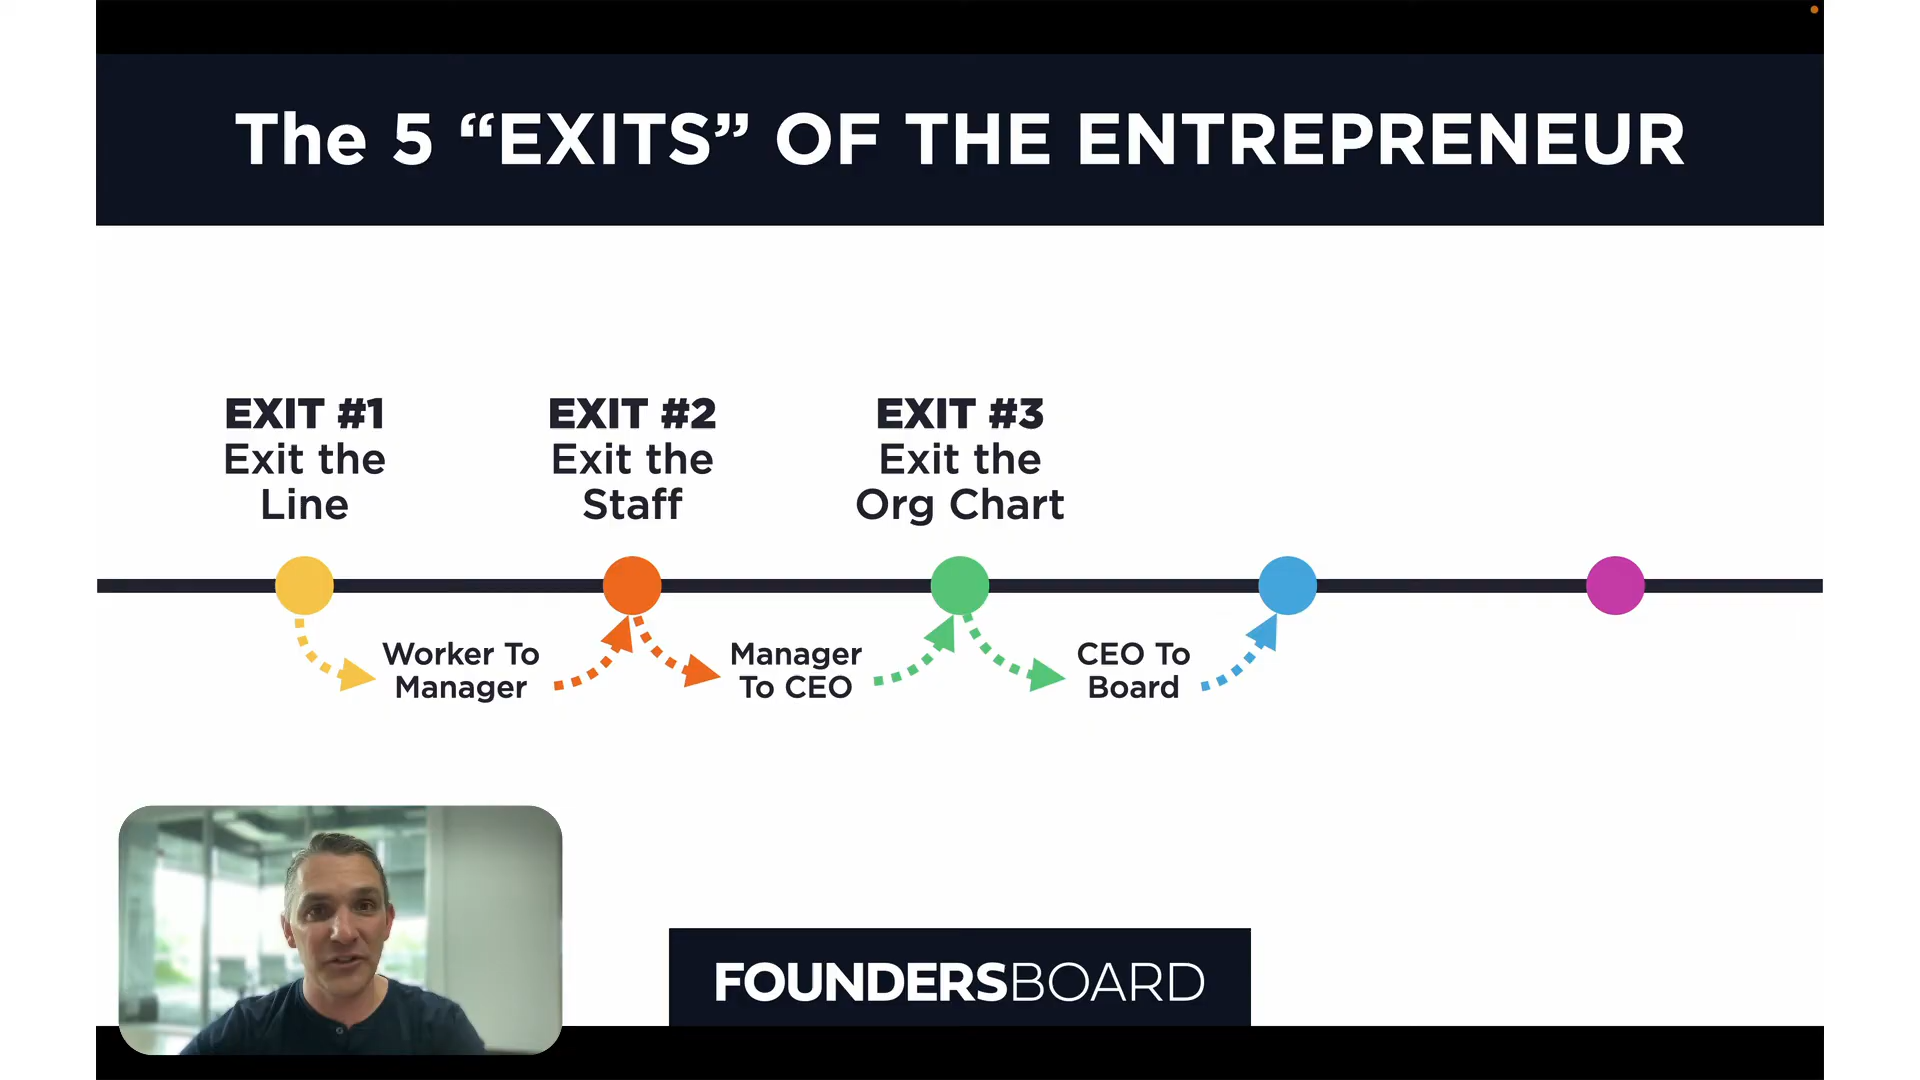 The 5 “EXITS” OF THE ENTREPRENEUR
EXIT #1
Exit the
Line
EXIT #2
Exit the
Staff
EXIT #3
Exit the
Org Chart
Worker To
Manager
Manager
To CEO
CEO To
Board
FOUNDERSBOARD